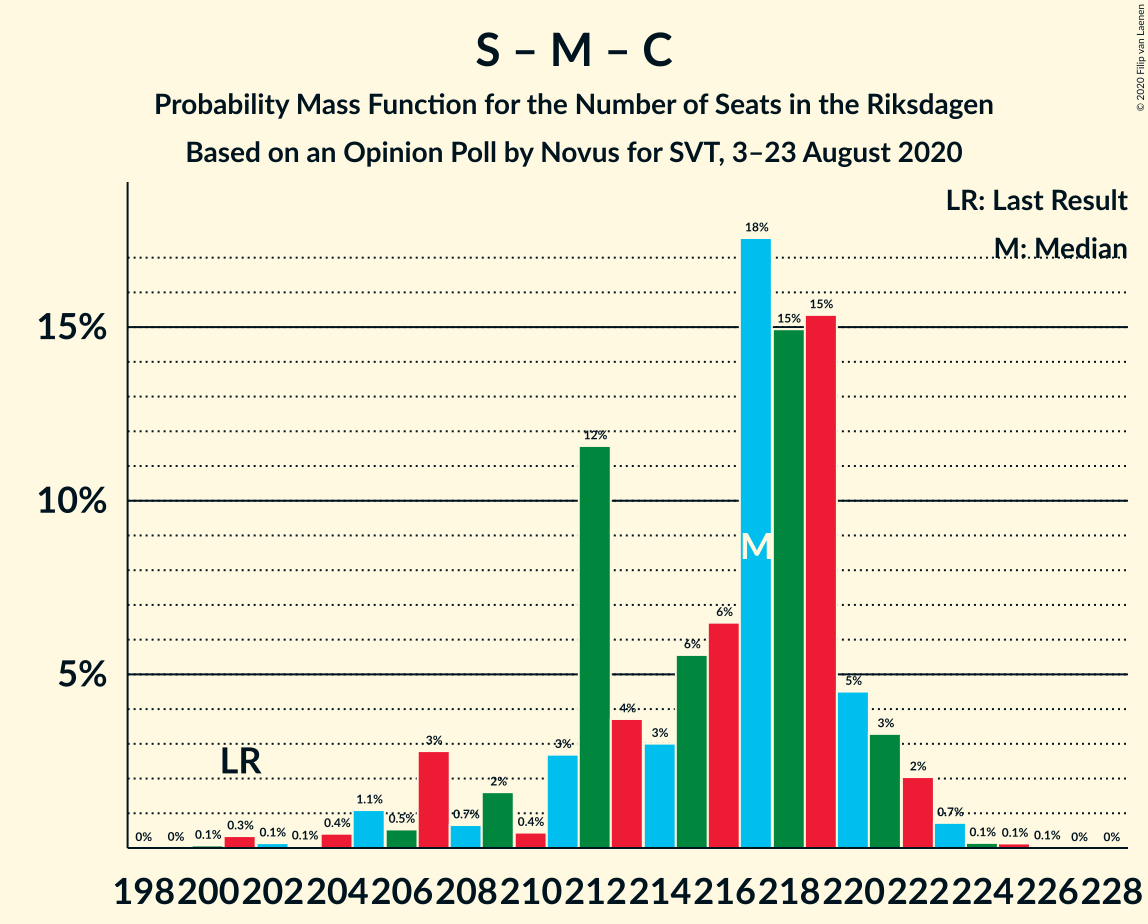 S – M – C
Probability Mass Function for the Number of Seats in the Riksdagen
Based on an Opinion Poll by Novus for SVT, 3–23 August 2020
© 2020 Filip van Laenen
LR: Last Result
M: Median
15%
10%
5%
0% 0% 0.1% 0.3% 0.1% 0.1% 0.4% 1.1% 0.5% 3% 0.7% 2% 0.4% 3% 12% 4% 3% 6% 6% 18% 15% 15% 5% 3% 2% 0.7% 0.1% 0.1% 0.1% 0% 0%
LR
M
198 200 202 204 206 208 210 212 214 216 218 220 222 224 226 228